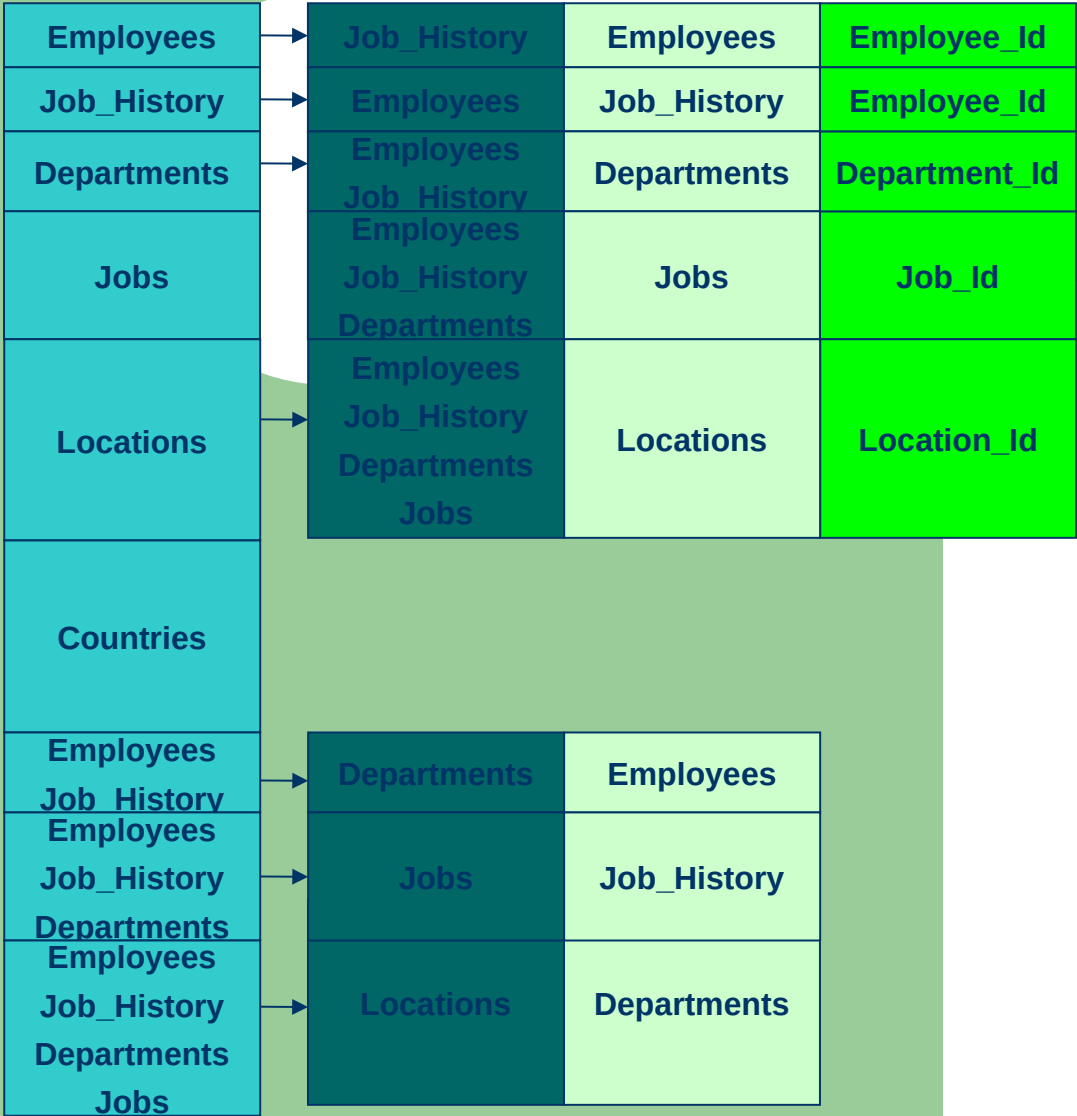 Employees Job_History Employees Employee_Id
Job_History Employees Job_History Employee_Id
Departments Employees Departments Department_Id
Job_History
Jobs Employees Jobs Job_Id
Job_History
Departments
Locations Employees Locations Location_Id
Job_History
Departments
Jobs
Countries
Employees Departments Employees
Job_History
Employees Jobs Job_History
Job_History
Departments
Employees Locations Departments
Job_History
Departments
Jobs